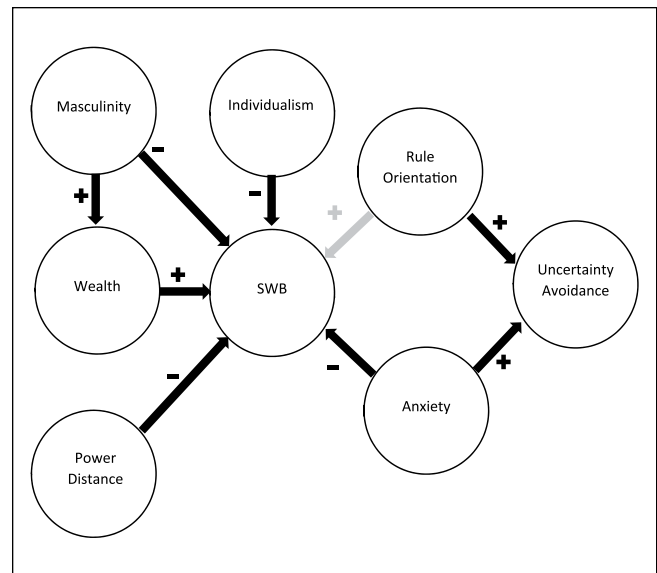 Masculinity
Individualism
Rule
Orientation
-
+
-
+
+
Wealth
+
SWB
Uncertainty
Avoidance
-
-
+
Anxiety
Power
Distance